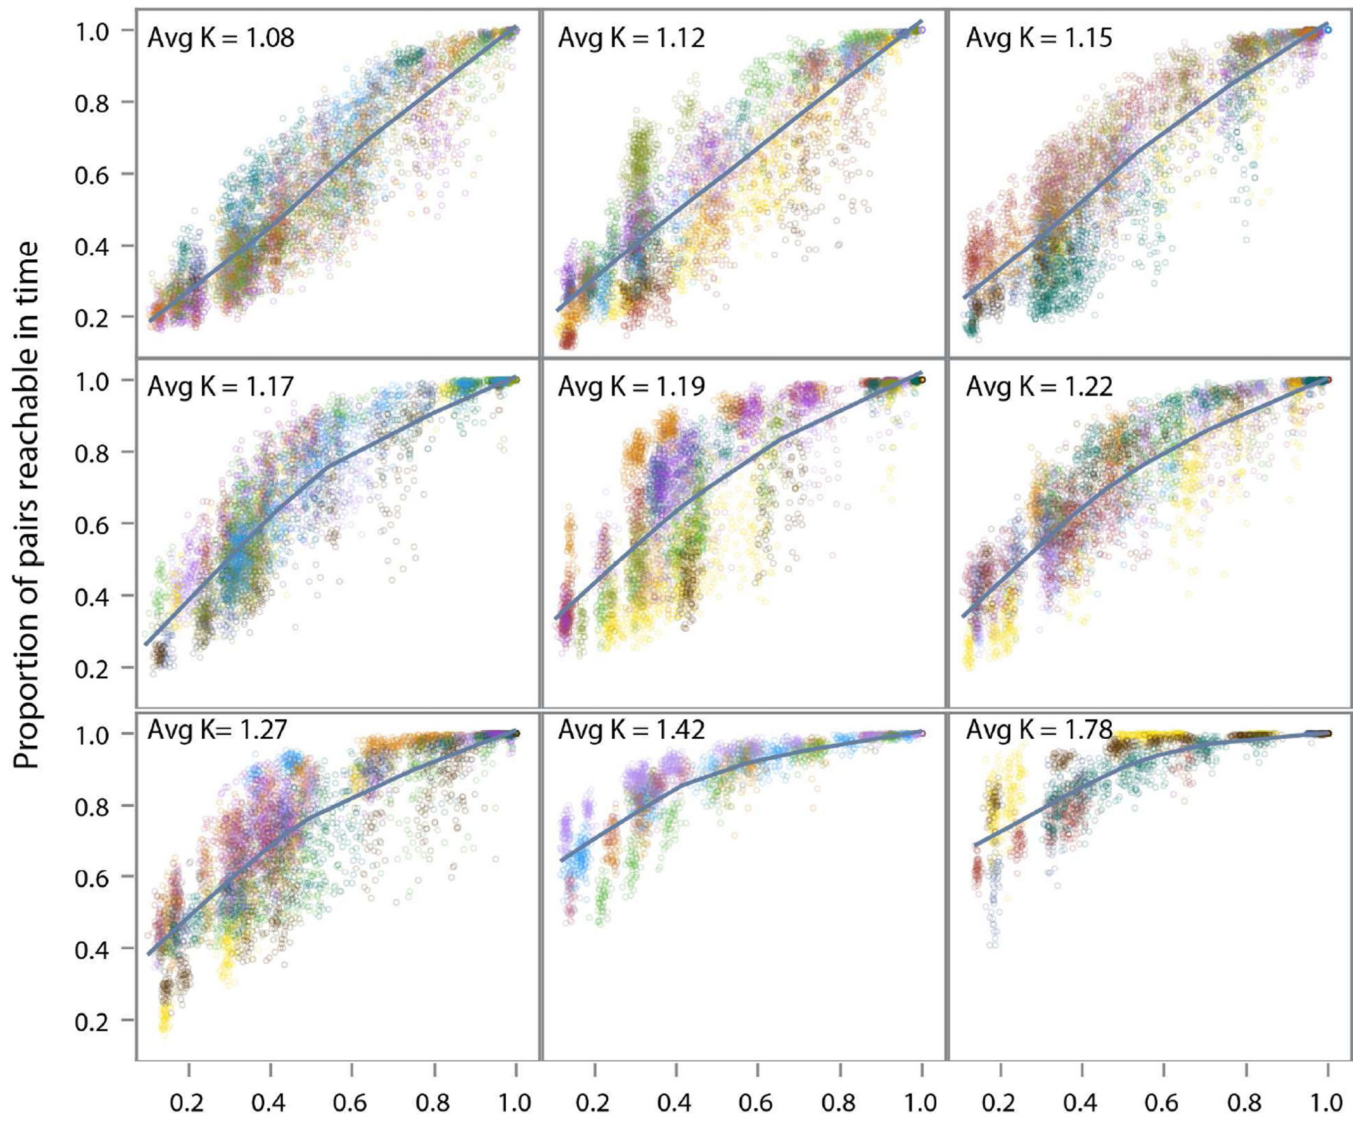 Proportion of pairs reachable in time
Avg K = 1.08
Avg K = 1.12
Avg K = 1.15
1.0
0.8
0.6
0.4
0.2
Avg K = 1.17
Avg K = 1.19
Avg K = 1.22
1.0
0.8
0.6
0.4
0.2
Avg K= 1.27
Avg K = 1.42
Avg K = 1.78
1.0
0.8
0.6
0.4
0.2
0.2 0.4 0.6 0.8 1.0 0.2 0.4 0.6 0.8 1.0 0.2 0.4 0.6 0.8 1.0